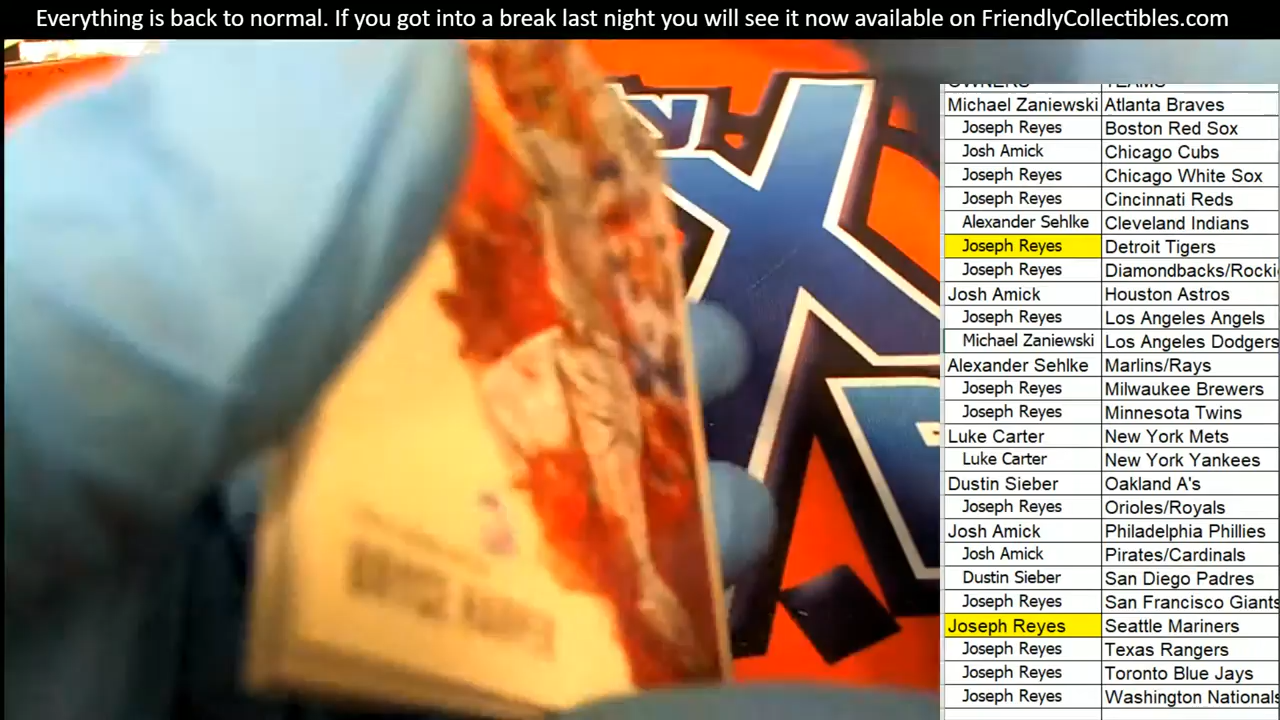 Everything is back to normal. If you got into a break last night you will see it now available on FriendlyCollectibles.com
OWNERS TEAMS
Michael Zaniewski Atlanta Braves
Joseph Reyes Boston Red Sox
Josh Amick Chicago Cubs
Joseph Reyes Chicago White Sox
Joseph Reyes Cincinnati Reds
Alexander Sehlke Cleveland Indians
Joseph Reyes Detroit Tigers
Joseph Reyes Diamondbacks/Rocki
Josh Amick Houston Astros
Joseph Reyes Los Angeles Angels
Michael Zaniewski Los Angeles Dodgers
Alexander Sehlke Marlins/Rays
Joseph Reyes Milwaukee Brewers
Joseph Reyes Minnesota Twins
Luke Carter New York Mets
Luke Carter New York Yankees
Dustin Sieber Oakland A's
Joseph Reyes Orioles/Royals
Josh Amick Philadelphia Phillies
Josh Amick Pirates/Cardinals
Dustin Sieber San Diego Padres
Joseph Reyes San Francisco Giants
Joseph Reyes Seattle Mariners
Joseph Reyes Texas Rangers
Joseph Reyes Toronto Blue Jays
Joseph Reyes Washington Nationals